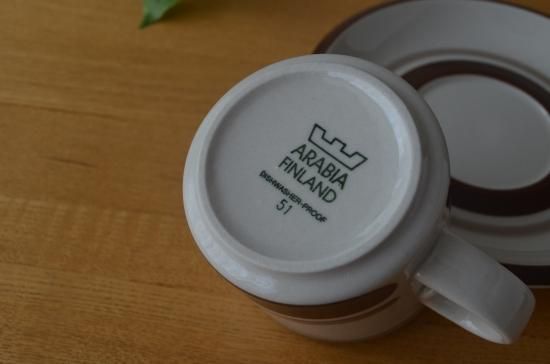 ARABIA
FINLAND
DISHWASHER-PROOF
51